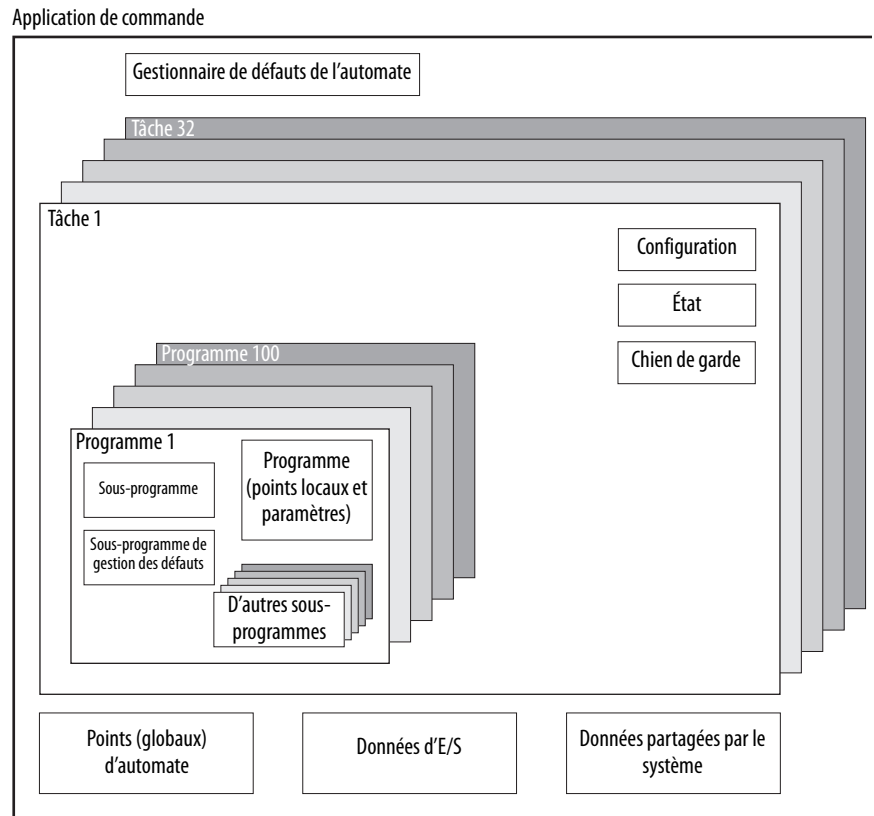 Application de commande
Gestionnaire de défauts de l’automate
Tâche 32
Tâche 1
Configuration
État
Chien de garde
Programme 100
Programme 1
Sous-programme
Programme
(points locaux et
paramètres)
Sous-programme de
gestion des défauts
D’autres sous-
programmes
Points (globaux)
d’automate
Données d’E/S
Données partagées par le
système